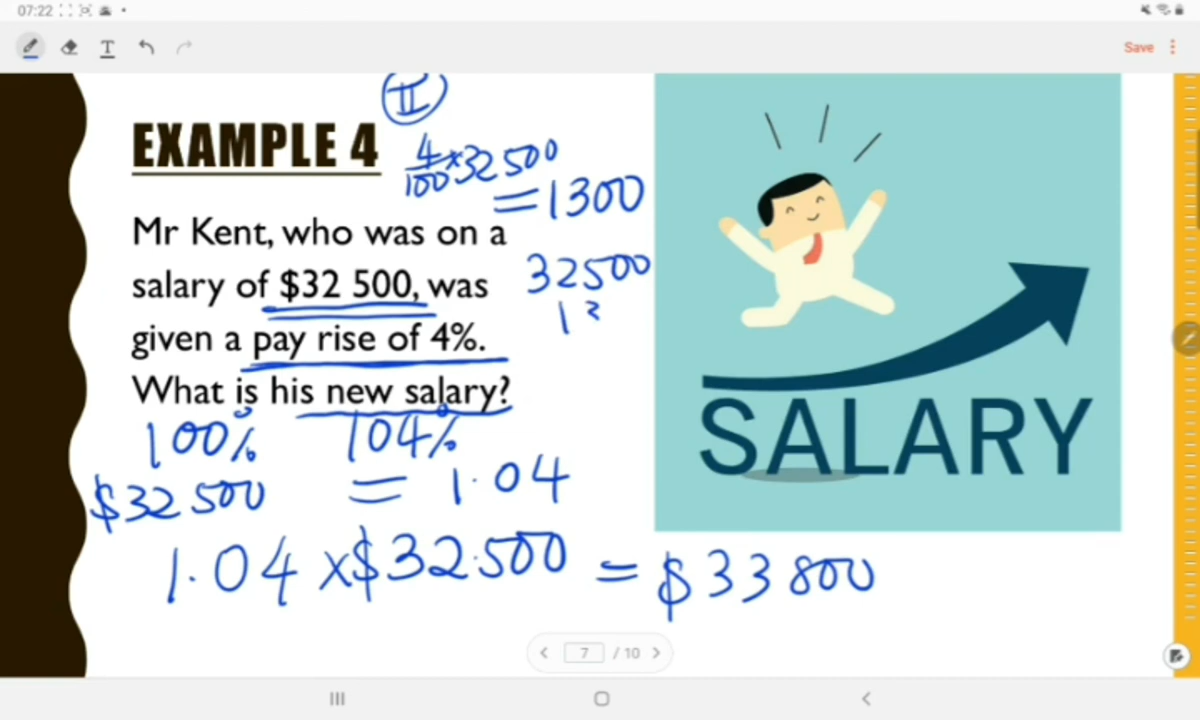 07:22
T
Save
II
EXAMPLE 4
4/100 × 32 500
= 1300
Mr Kent, who was on a
salary of $32 500, was
given a pay rise of 4%.
What is his new salary?
32500
13
100% 104%
$32 500 = 1.04
1.04 × $32.500 = $33 800
SALARY
7 / 10